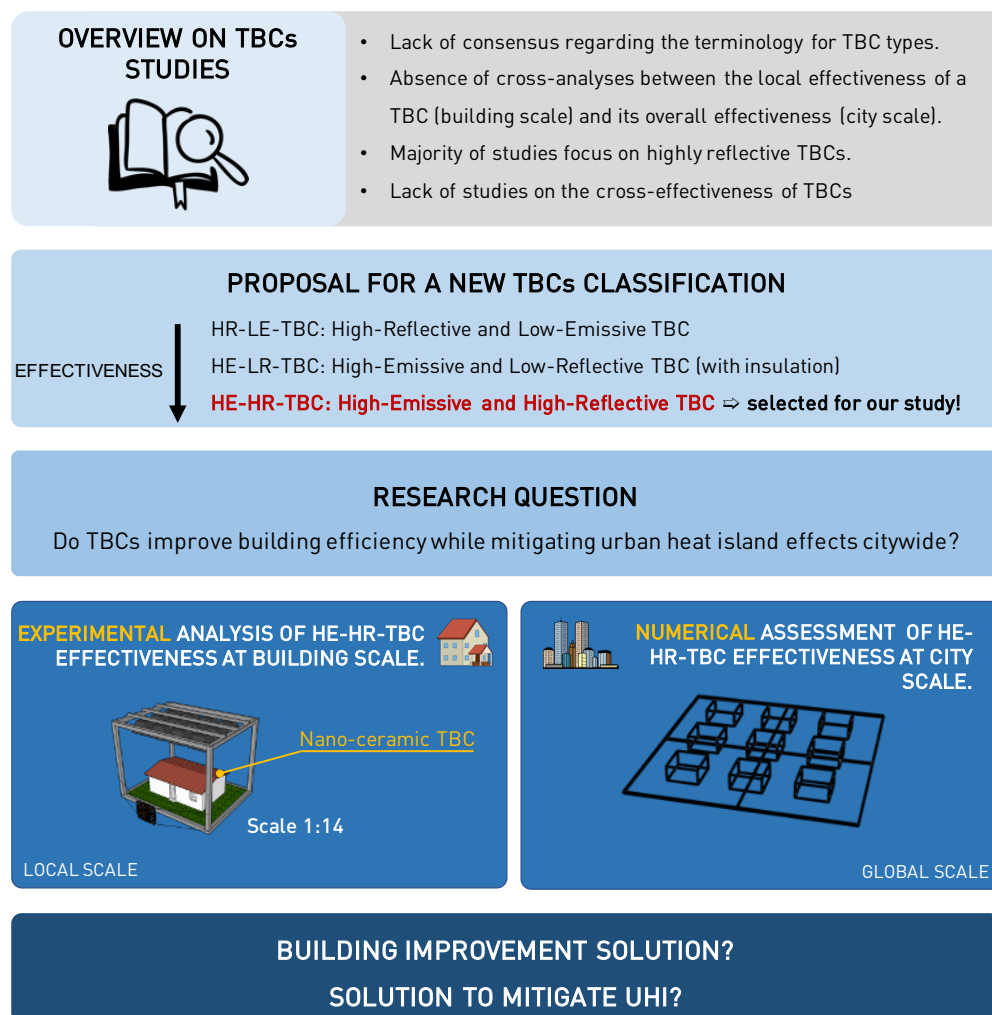 OVERVIEW ON TBCs
STUDIES
• Lack of consensus regarding the terminology for TBC types.
• Absence of cross-analyses between the local effectiveness of a
TBC (building scale) and its overall effectiveness (city scale).
• Majority of studies focus on highly reflective TBCs.
• Lack of studies on the cross-effectiveness of TBCs
PROPOSAL FOR A NEW TBCs CLASSIFICATION
EFFECTIVENESS
HR-LE-TBC: High-Reflective and Low-Emissive TBC
HE-LR-TBC: High-Emissive and Low-Reflective TBC (with insulation)
HE-HR-TBC: High-Emissive and High-Reflective TBC ⇨ selected for our study!
RESEARCH QUESTION
Do TBCs improve building efficiency while mitigating urban heat island effects citywide?
EXPERIMENTAL ANALYSIS OF HE-HR-TBC
EFFECTIVENESS AT BUILDING SCALE.
Nano-ceramic TBC
Scale 1:14
LOCAL SCALE
NUMERICAL ASSESSMENT OF HE-
HR-TBC EFFECTIVENESS AT CITY
SCALE.
GLOBAL SCALE
BUILDING IMPROVEMENT SOLUTION?
SOLUTION TO MITIGATE UHI?